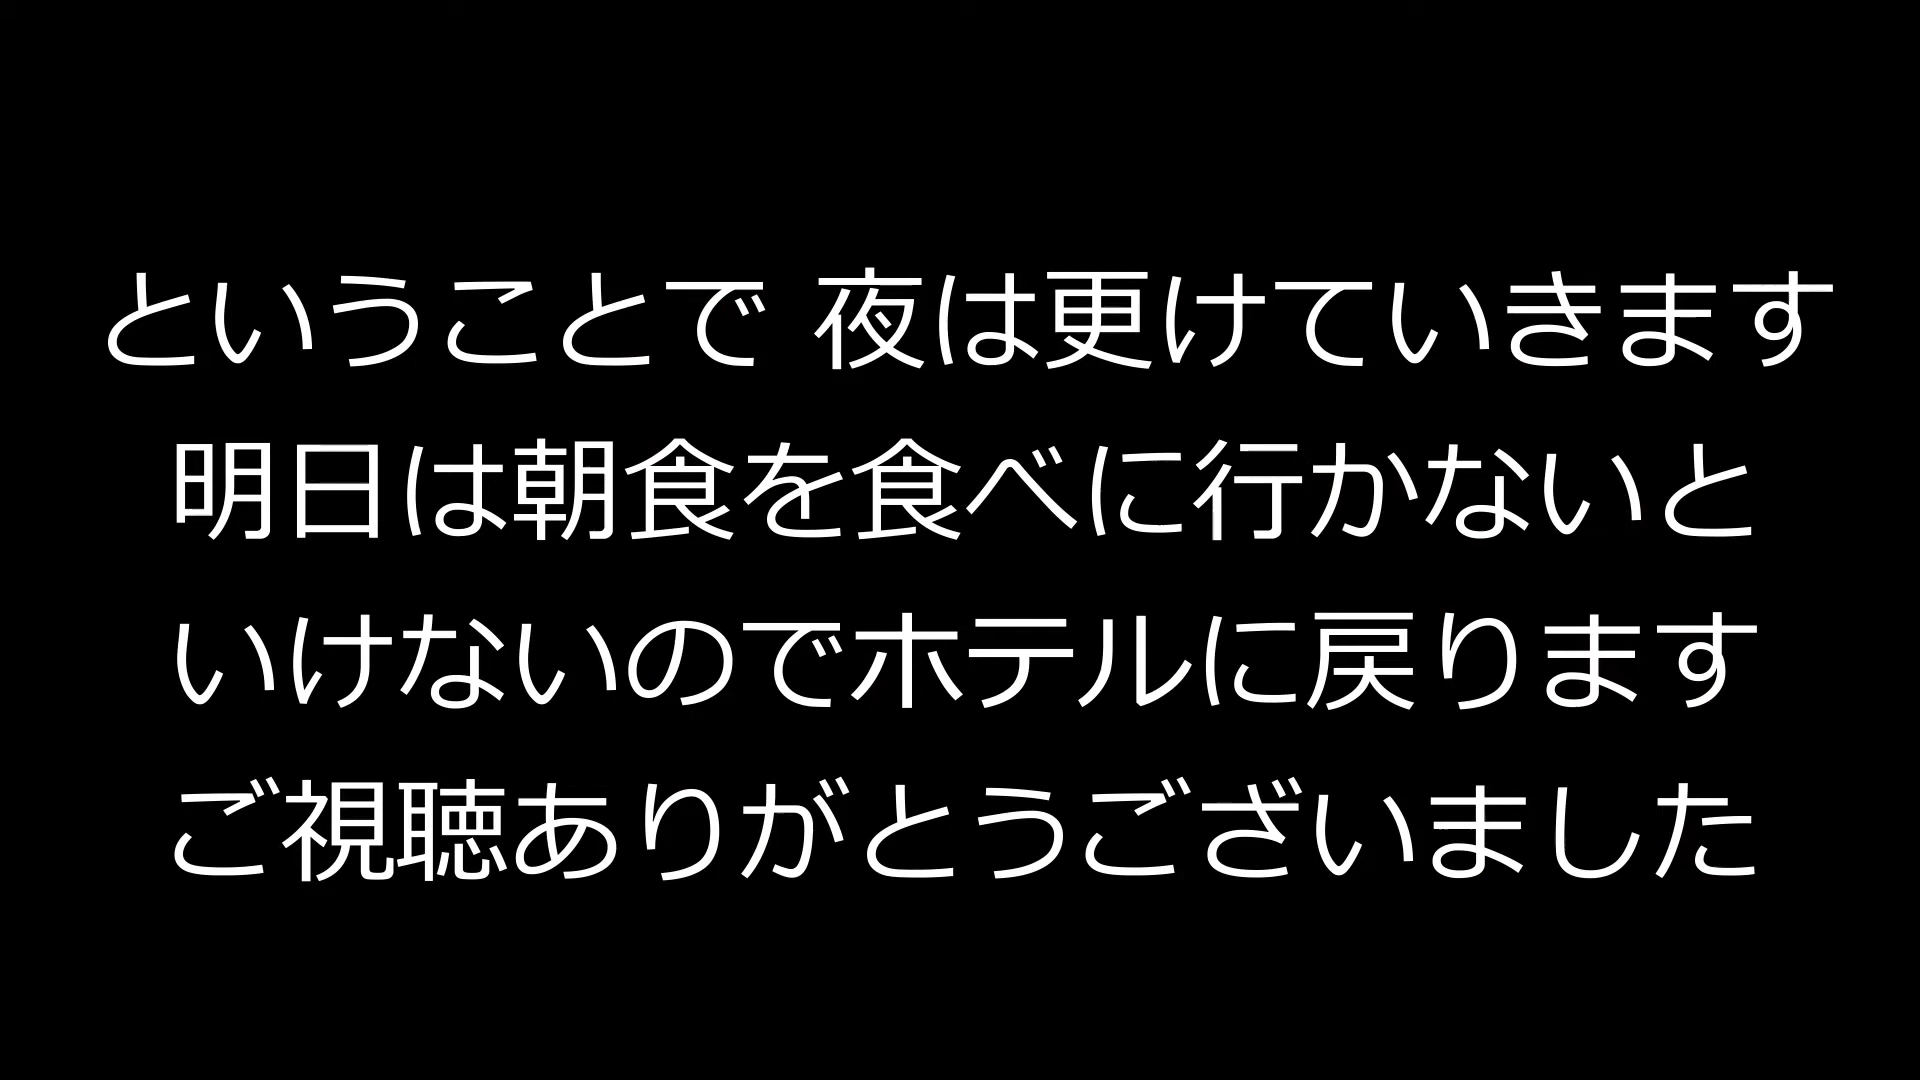 ということで 夜は更けていきます
明日は朝食を食べに行かないと
いけないのでホテルに戻ります
ご視聴ありがとうございました